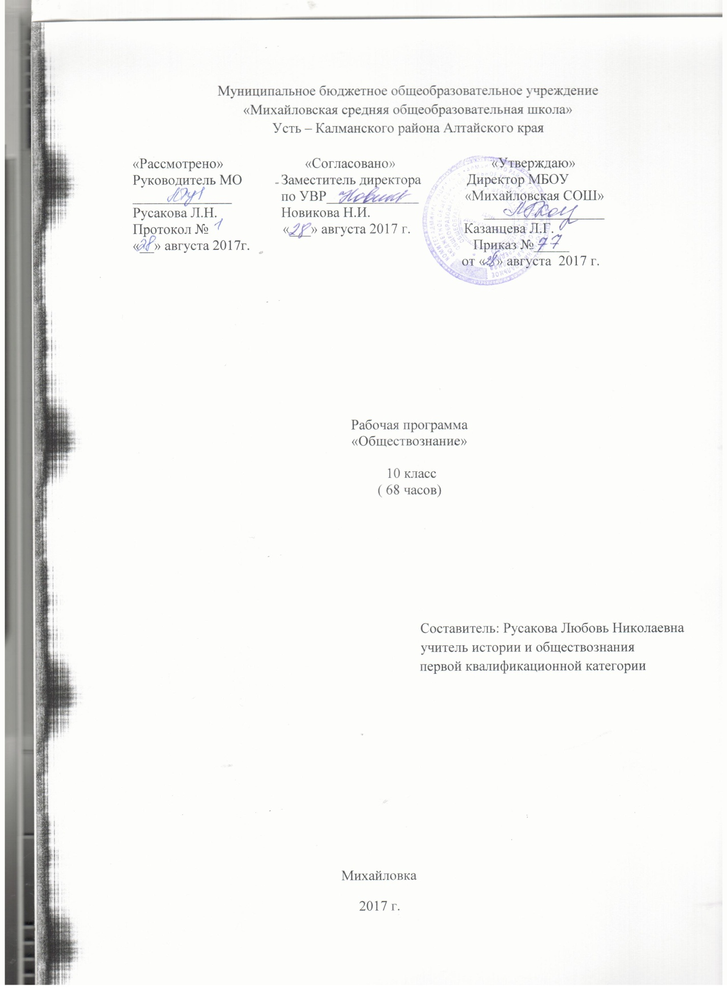 Муниципальное бюджетное общеобразовательное учреждение
«Михайловская средняя общеобразовательная школа»
Усть – Калманского района Алтайского края
«Рассмотрено»
Руководитель МО
Русакова Л.Н.
Протокол № 1
«28» августа 2017г.
«Согласовано»
Заместитель директора
по УВР
Новикова Н.И.
«28» августа 2017 г.
«Утверждаю»
Директор МБОУ
«Михайловская СОШ»
Казанцева Л.Г.
Приказ № 77
от «28» августа 2017 г.
Рабочая программа
«Обществознание»
10 класс
( 68 часов)
Составитель: Русакова Любовь Николаевна
учитель истории и обществознания
первой квалификационной категории
Михайловка
2017 г.